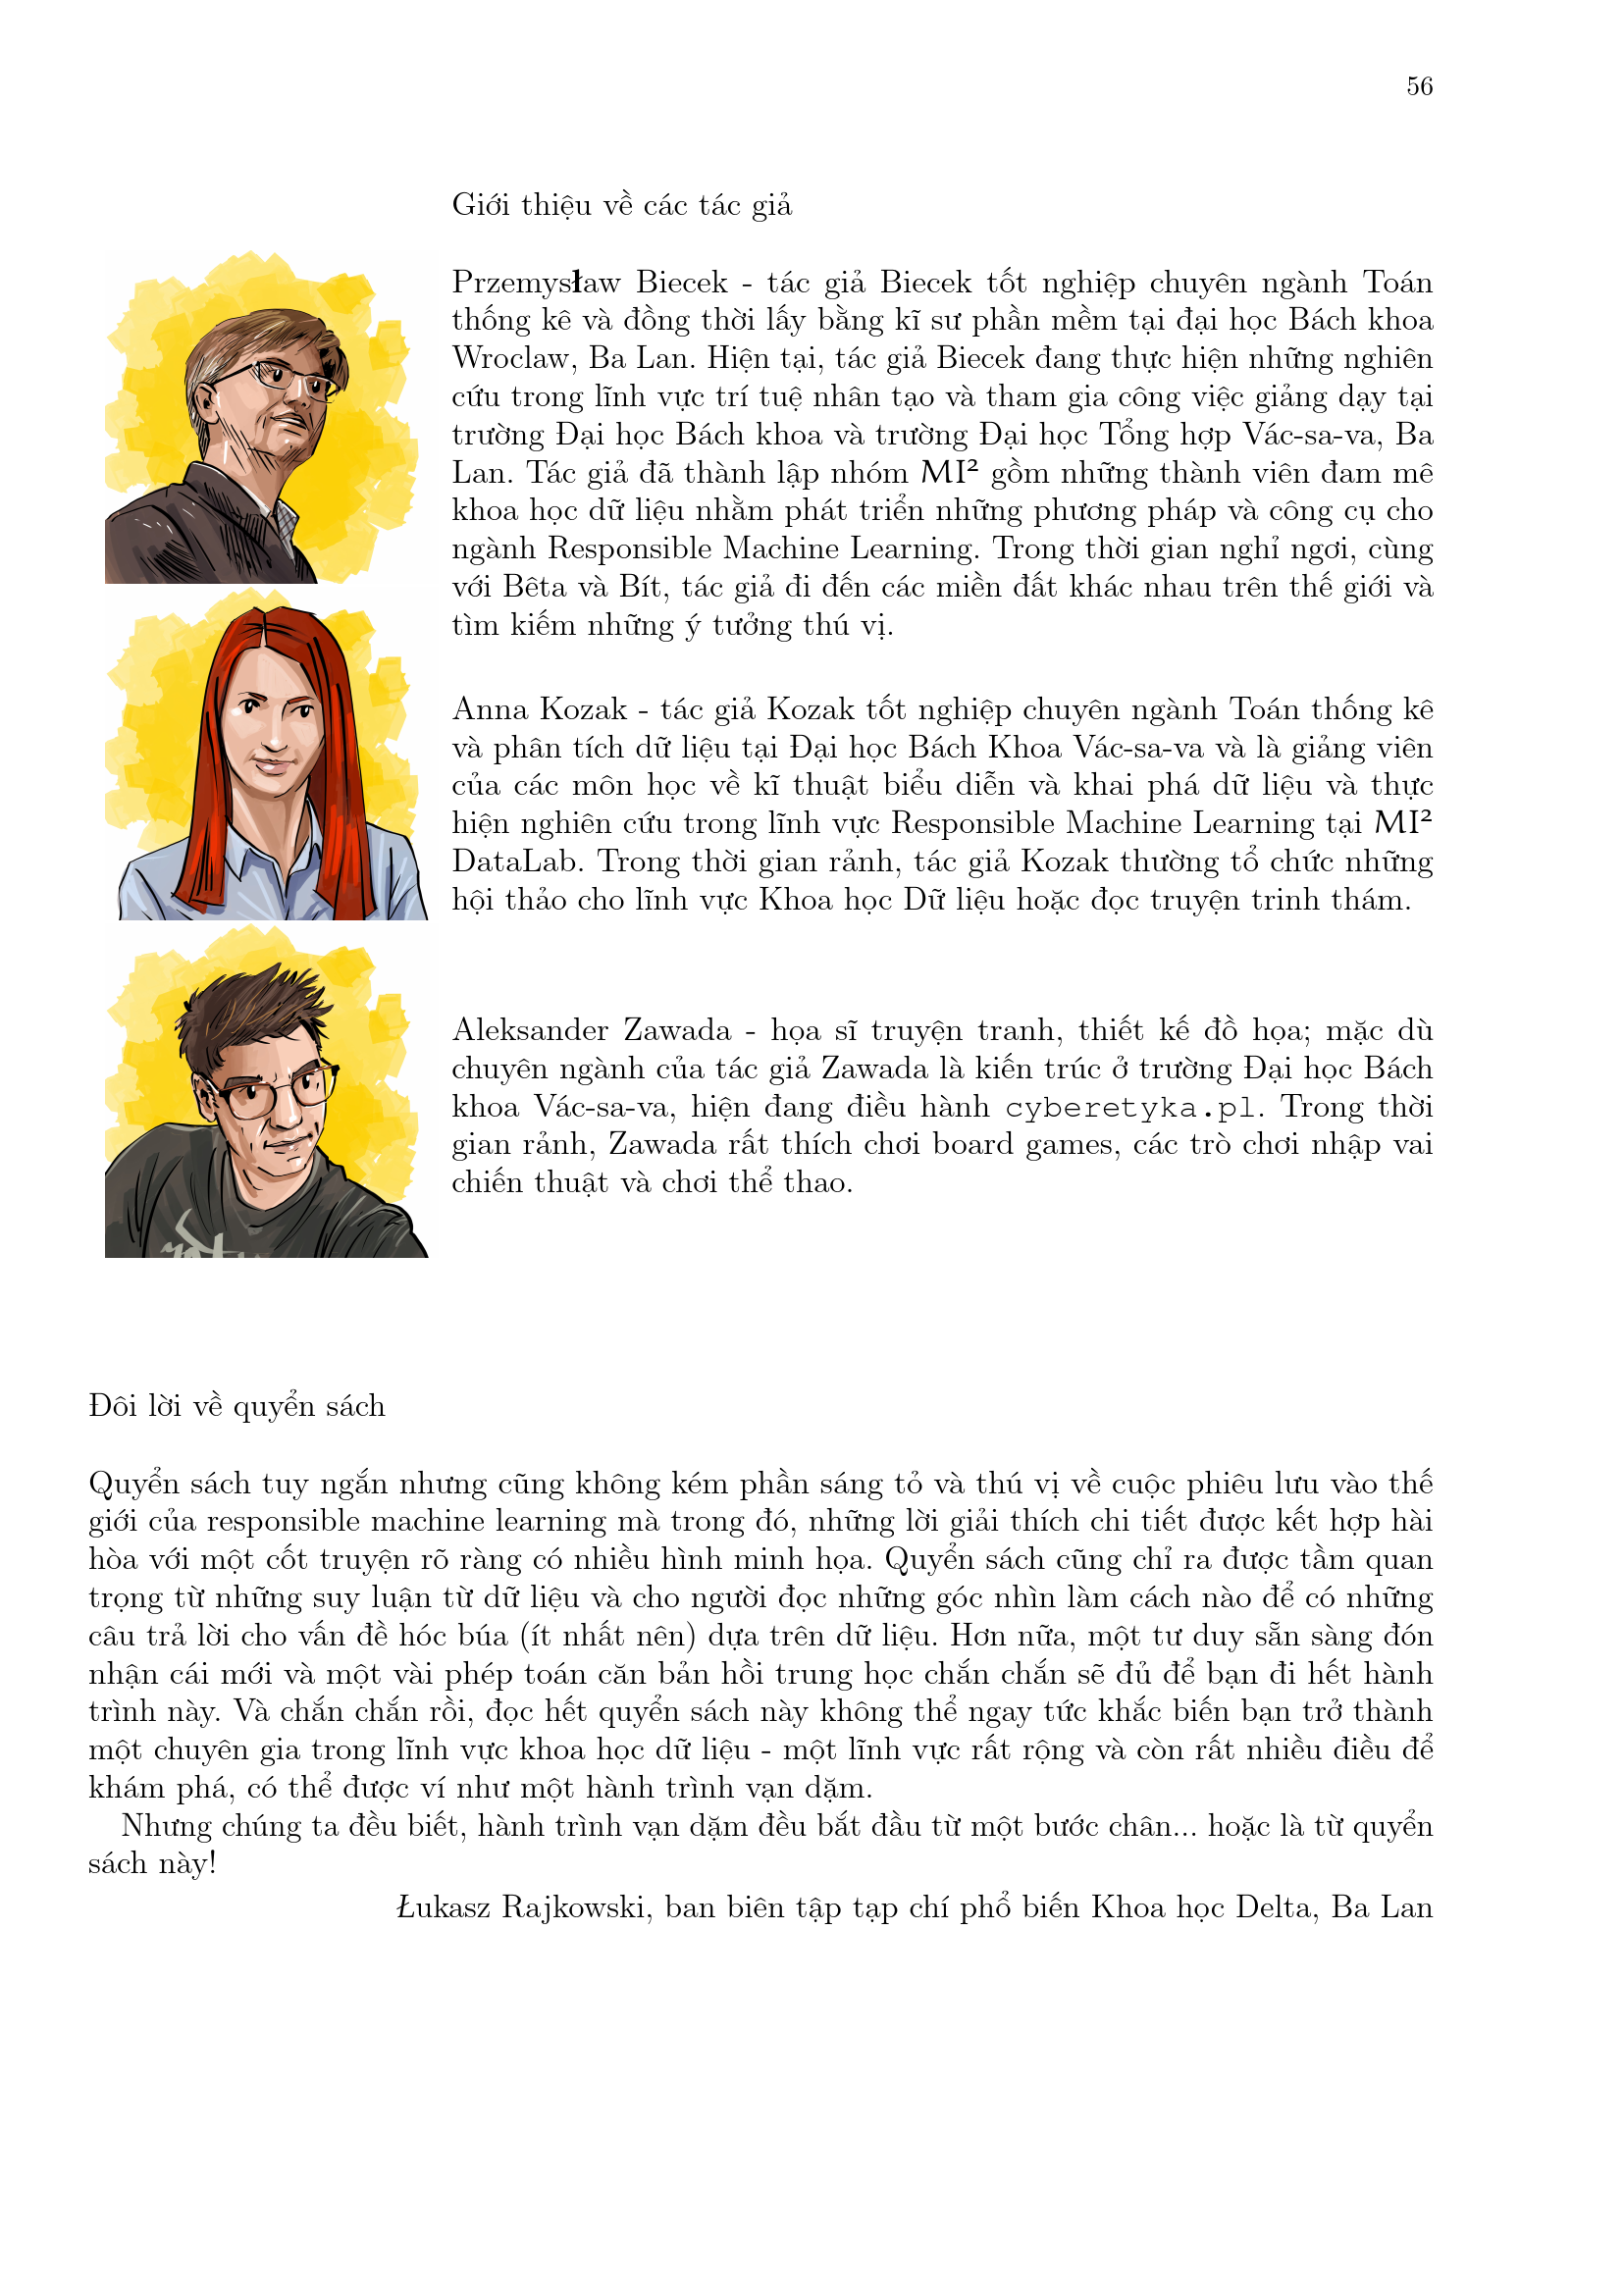 56
Giới thiệu về các tác giả
Przemysław Biecek - tác giả Biecek tốt nghiệp chuyên ngành Toán
thống kê và đồng thời lấy bằng kĩ sư phần mềm tại đại học Bách khoa
Wroclaw, Ba Lan. Hiện tại, tác giả Biecek đang thực hiện những nghiên
cứu trong lĩnh vực trí tuệ nhân tạo và tham gia công việc giảng dạy tại
trường Đại học Bách khoa và trường Đại học Tổng hợp Vác-sa-va, Ba
Lan. Tác giả đã thành lập nhóm MI² gồm những thành viên đam mê
khoa học dữ liệu nhằm phát triển những phương pháp và công cụ cho
ngành Responsible Machine Learning. Trong thời gian nghỉ ngơi, cùng
với Bêta và Bít, tác giả đi đến các miền đất khác nhau trên thế giới và
tìm kiếm những ý tưởng thú vị.
Anna Kozak - tác giả Kozak tốt nghiệp chuyên ngành Toán thống kê
và phân tích dữ liệu tại Đại học Bách Khoa Vác-sa-va và là giảng viên
của các môn học về kĩ thuật biểu diễn và khai phá dữ liệu và thực
hiện nghiên cứu trong lĩnh vực Responsible Machine Learning tại MI²
DataLab. Trong thời gian rảnh, tác giả Kozak thường tổ chức những
hội thảo cho lĩnh vực Khoa học Dữ liệu hoặc đọc truyện trinh thám.
Aleksander Zawada - họa sĩ truyện tranh, thiết kế đồ họa; mặc dù
chuyên ngành của tác giả Zawada là kiến trúc ở trường Đại học Bách
khoa Vác-sa-va, hiện đang điều hành cyberetyka.pl. Trong thời
gian rảnh, Zawada rất thích chơi board games, các trò chơi nhập vai
chiến thuật và chơi thể thao.
Đôi lời về quyển sách
Quyển sách tuy ngắn nhưng cũng không kém phần sáng tỏ và thú vị về cuộc phiêu lưu vào thế
giới của responsible machine learning mà trong đó, những lời giải thích chi tiết được kết hợp hài
hòa với một cốt truyện rõ ràng có nhiều hình minh họa. Quyển sách cũng chỉ ra được tầm quan
trọng từ những suy luận từ dữ liệu và cho người đọc những góc nhìn làm cách nào để có những
câu trả lời cho vấn đề hóc búa (ít nhất nên) dựa trên dữ liệu. Hơn nữa, một tư duy sẵn sàng đón
nhận cái mới và một vài phép toán căn bản hồi trung học chắn chắn sẽ đủ để bạn đi hết hành
trình này. Và chắn chắn rồi, đọc hết quyển sách này không thể ngay tức khắc biến bạn trở thành
một chuyên gia trong lĩnh vực khoa học dữ liệu - một lĩnh vực rất rộng và còn rất nhiều điều để
khám phá, có thể được ví như một hành trình vạn dặm.
Nhưng chúng ta đều biết, hành trình vạn dặm đều bắt đầu từ một bước chân... hoặc là từ quyển
sách này!
Łukasz Rajkowski, ban biên tập tạp chí phổ biến Khoa học Delta, Ba Lan